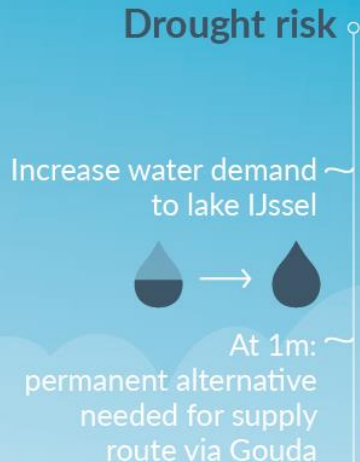 Drought risk
Increase water demand
to lake IJssel
At 1m:
permanent alternative
needed for supply
route via Gouda